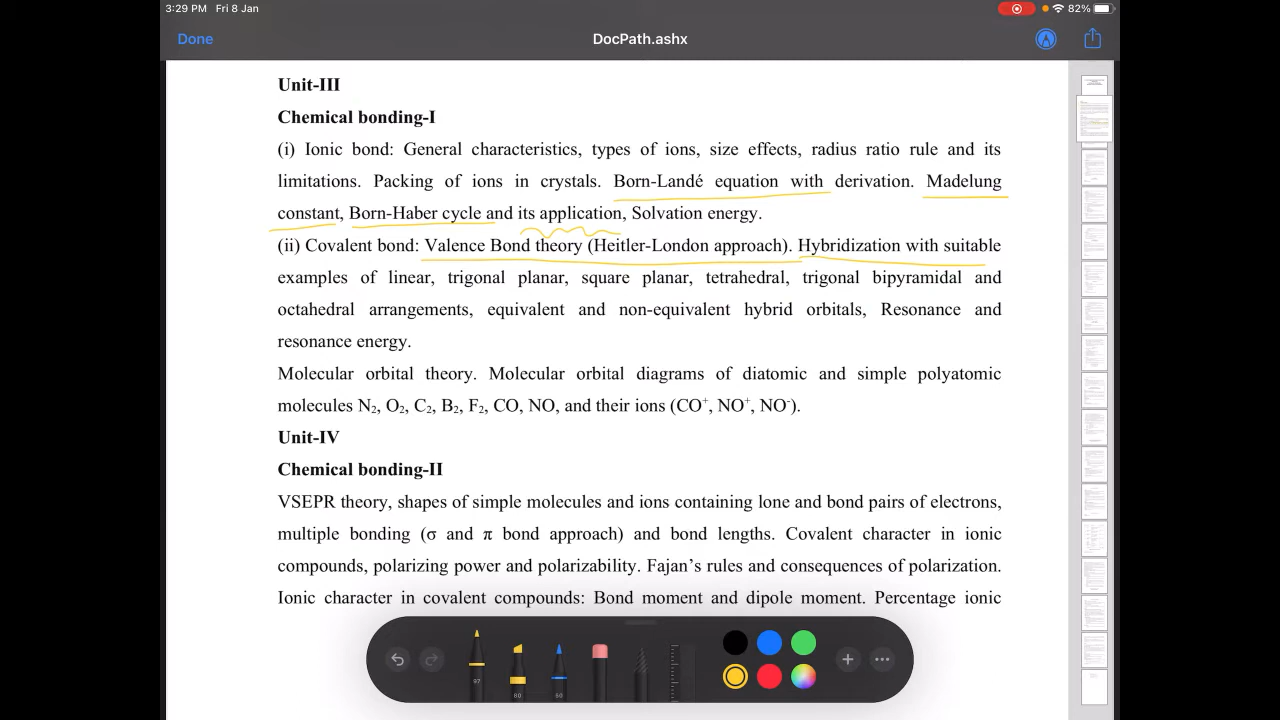 3:29 PM Fri 8 Jan 82%
Done DocPath.ashx
Unit-III
Chemical bonding-I
(i) Ionic bond: General characteristics, types of ions, size effects, radius ratio rule and its
limitations. Packing of ions in crystals. Born-Landé equation with derivation, Madelung
constant, Born-Haber cycle and its application, Solvation energy.
(ii) Covalent bond: Valence Bond theory (Heitler-London approach). Hybridization with suitable
examples of linear, trigonal planar, square planar, tetrahedral, trigonal bipyramidal and
octahedral arrangements. Equivalent and non-equivalent hybrid orbitals, Resonance and
resonance energy,
Molecular orbital theory. Molecular orbital diagrams of diatomic and simple polyatomic
molecules N2, O2, C2, B2, F2, CO, NO, and their ions (CO+, NO+, NO-).
Unit-IV
Chemical bonding-II
VSEPR theory, shapes of simple molecules and ions containing lone and bond pairs of electrons
multiple bonding (σ and π bond approach) and bond lengths. Covalent character in ionic
compounds, polarizing power and polarizability. Fajan's rules and consequences of polarization.
Ionic character in covalent compounds: Bond moment and dipole moment. Percentage ionic
80 50